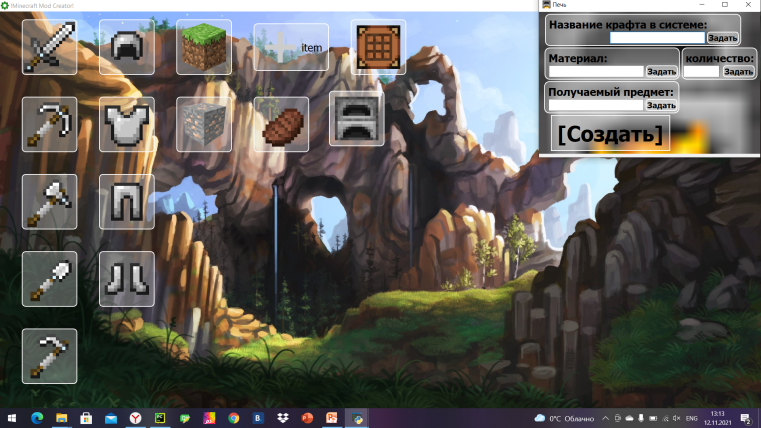 !Minecraft Mod Creator!
Печь
Название крафта в системе:
Задать
item
Материал:
количество:
Задать
Задать
Получаемый предмет:
Задать
[Создать]
0°C Облачно
ENG
13:13
12.11.2021